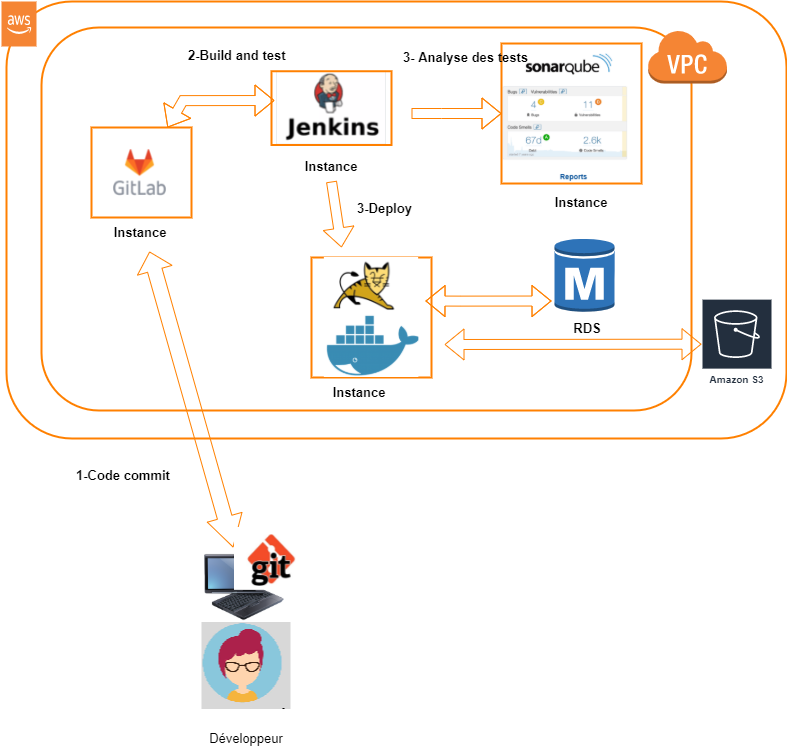 aws
2-Build and test
3- Analyse des tests
VPC
Jenkins
sonarqube
Bugs
Vulnerabilities
4
11
Bugs
Vulnerabilities
Code Smells
67d
2.6k
Debt
Code Smells
Reports
GitLab
Instance
Instance
Instance
3-Deploy
M
RDS
Amazon S3
Instance
1-Code commit
git
Développeur